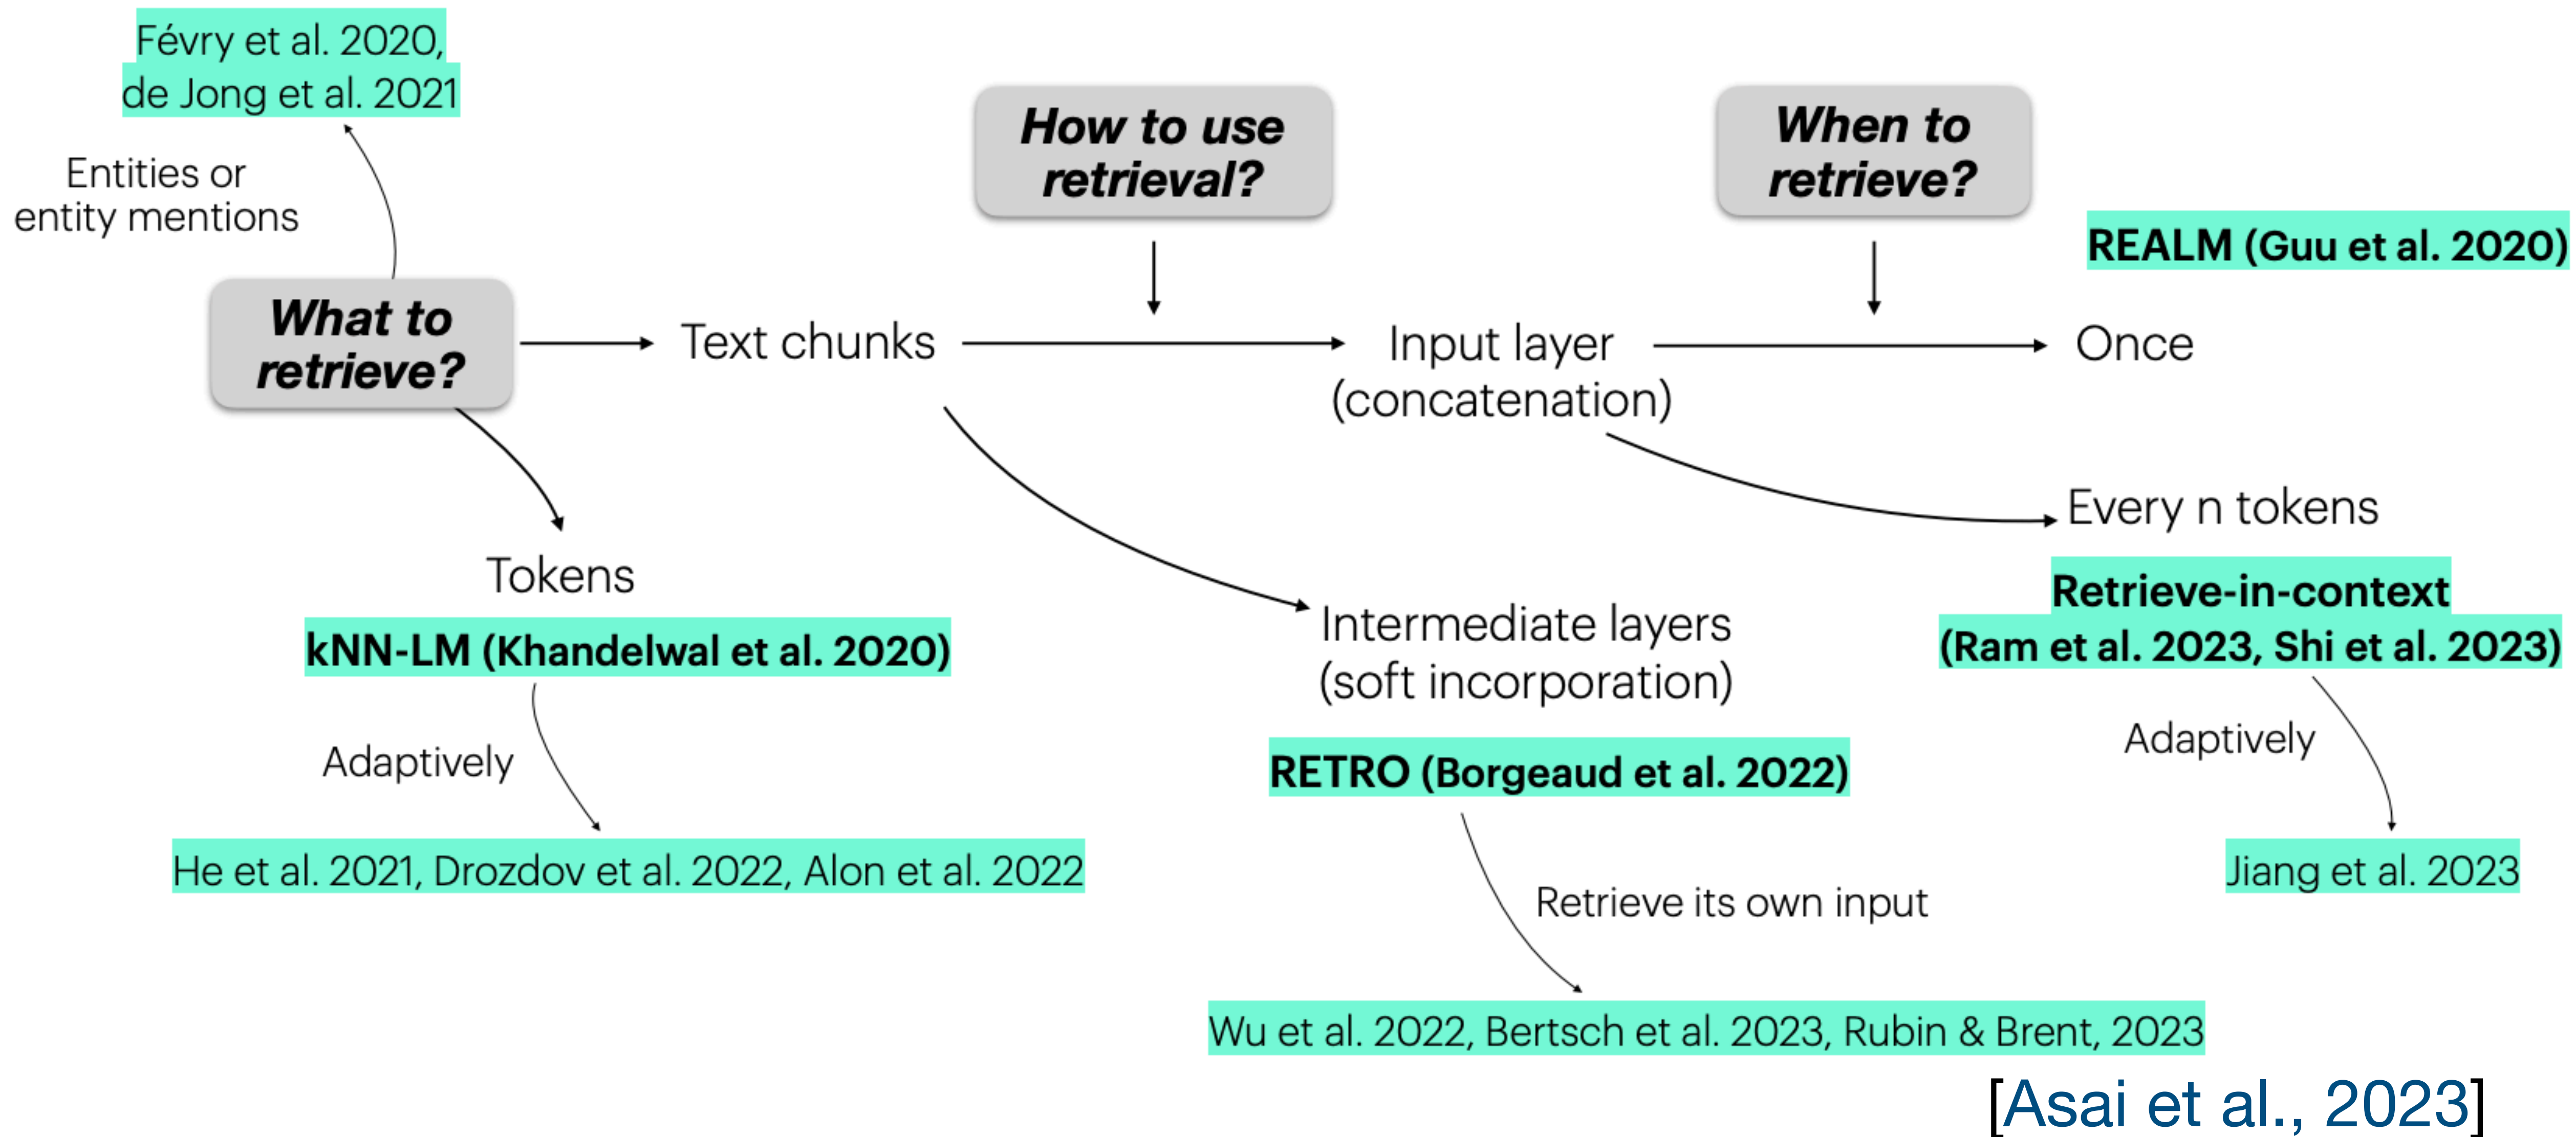 Févry et al. 2020,
de Jong et al. 2021
Entities or
entity mentions
What to
retrieve?
Text chunks
How to use
retrieval?
Input layer
(concatenation)
When to
retrieve?
REALM (Guu et al. 2020)
Once
Every n tokens
Retrieve-in-context
(Ram et al. 2023, Shi et al. 2023)
Adaptively
Jiang et al. 2023
Tokens
kNN-LM (Khandelwal et al. 2020)
Adaptively
He et al. 2021, Drozdov et al. 2022, Alon et al. 2022
Intermediate layers
(soft incorporation)
RETRO (Borgeaud et al. 2022)
Retrieve its own input
Wu et al. 2022, Bertsch et al. 2023, Rubin & Brent, 2023
[Asai et al., 2023]